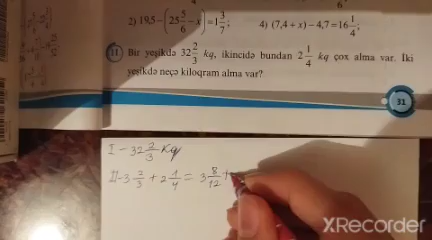 2) 19,5 − (25 5/6 − x) = 1 3/7;
4) (7,4 + x) − 4,7 = 16 1/4;
11 Bir yeşikdə 32 2/3 kq, ikincidə bundan 2 1/4 kq çox alma var. İki
yeşikdə neçə kiloqram alma var?
31
I – 32 2/3 kq
II – 3 2/3 + 2 1/4 = 3 8/12 +
XRecorder